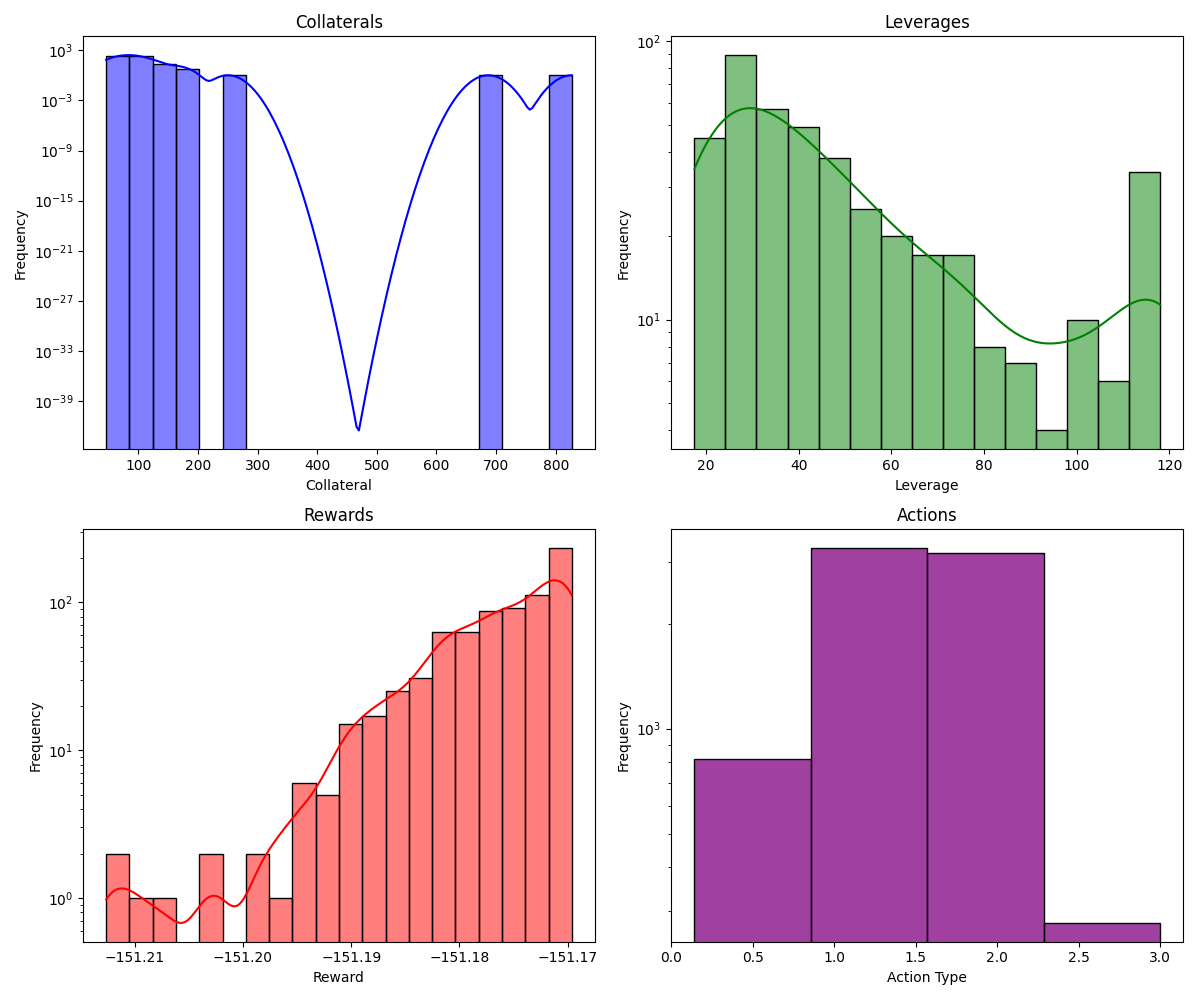 Collaterals
Frequency
10^3
10^-3
10^-9
10^-15
10^-21
10^-27
10^-33
10^-39
100 200 300 400 500 600 700 800
Collateral
Leverages
Frequency
10^2
10^1
20 40 60 80 100 120
Leverage
Rewards
Frequency
10^2
10^1
10^0
−151.21 −151.20 −151.19 −151.18 −151.17
Reward
Actions
Frequency
10^3
0.0 0.5 1.0 1.5 2.0 2.5 3.0
Action Type